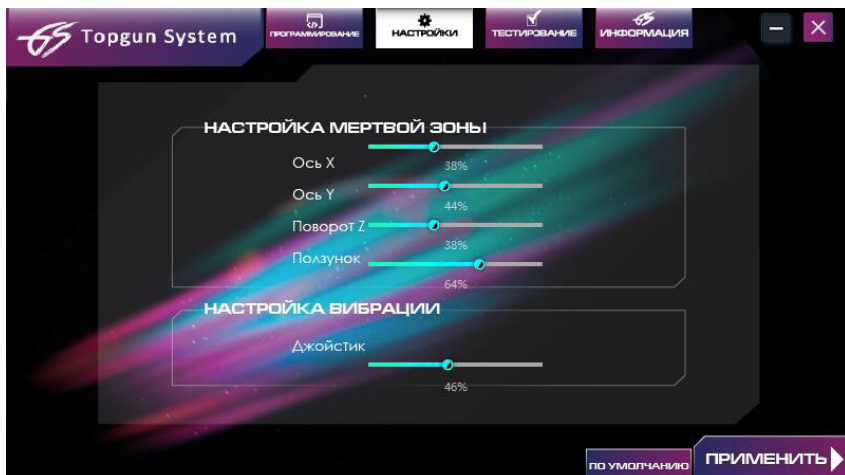 Topgun System
ПРОГРАММИРОВАНИЕ
НАСТРОЙКИ
ТЕСТИРОВАНИЕ
ИНФОРМАЦИЯ
НАСТРОЙКА МЕРТВОЙ ЗОНЫ
Ось X
38%
Ось Y
44%
Поворот Z
38%
Ползунок
64%
НАСТРОЙКА ВИБРАЦИИ
Джойстик
46%
ПО УМОЛЧАНИЮ
ПРИМЕНИТЬ